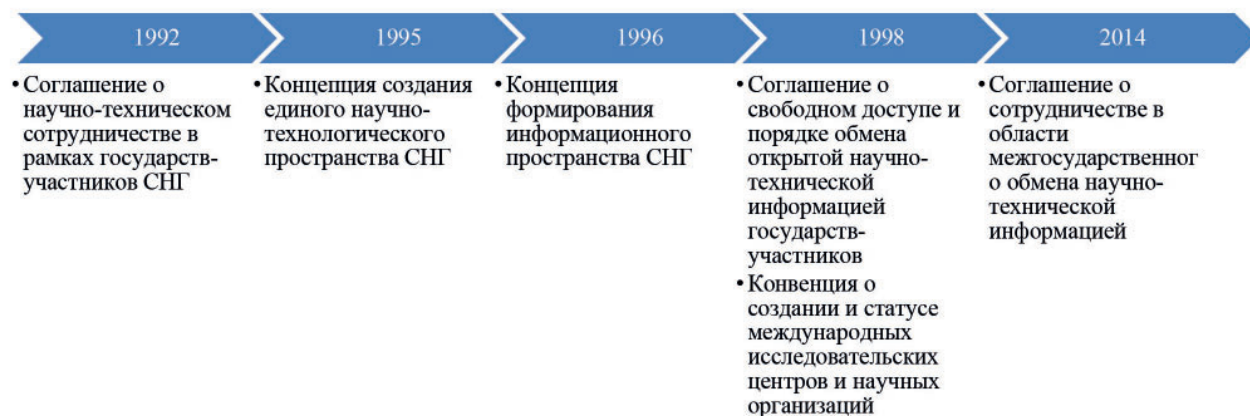 1992
1995
1996
1998
2014
• Соглашение о
научно-техническом
сотрудничестве в
рамках государств-
участников СНГ
• Концепция создания
единого научно-
технологического
пространства СНГ
• Концепция
формирования
информационного
пространства СНГ
• Соглашение о
свободном доступе и
порядке обмена
открытой научно-
технической
информацией
государств-
участников
• Конвенция о
создании и статусе
международных
исследовательских
центров и научных
организаций
• Соглашение о
сотрудничестве в
области
межгосударственног
о обмена научно-
технической
информацией